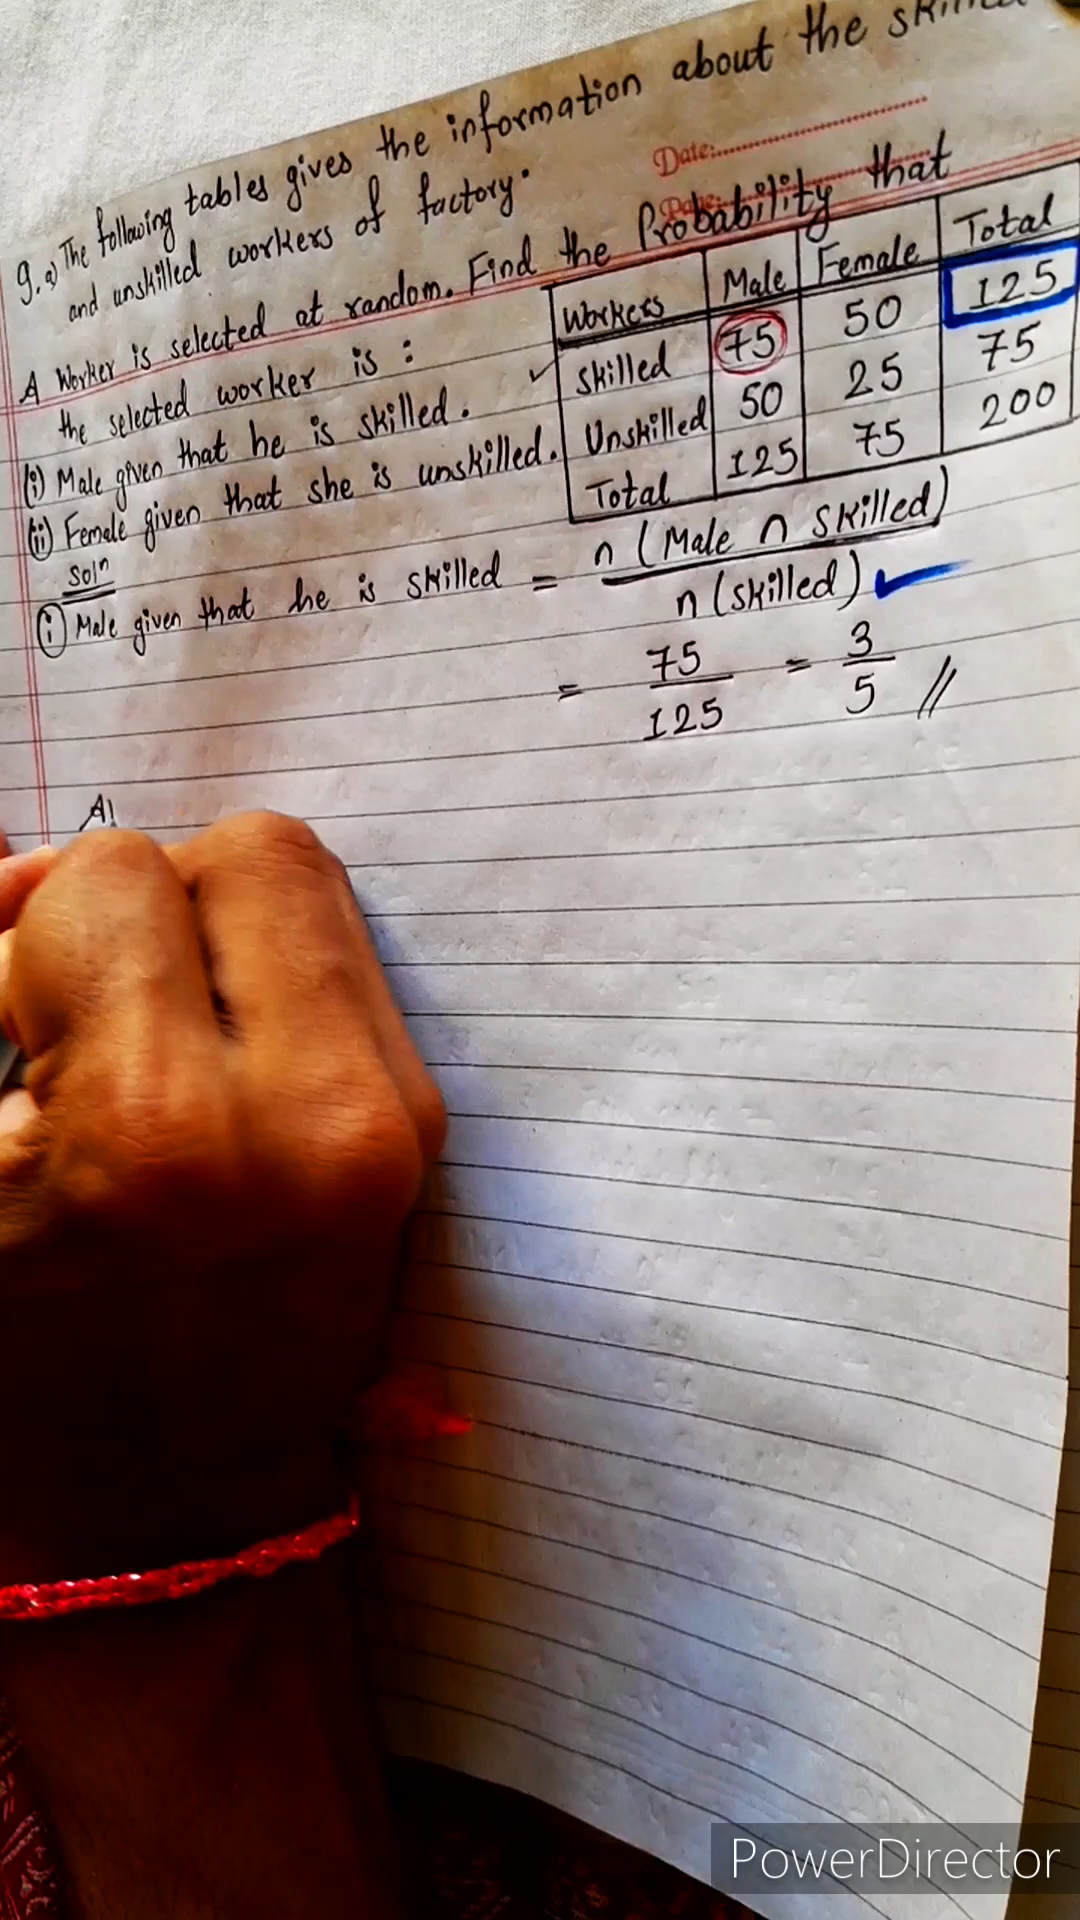 9. a) The following tables gives the information about the skilled
and unskilled workers of factory.
Date:
A Worker is selected at random. Find the Probability that
the selected worker is :
(i) Male given that he is skilled.
(ii) Female given that she is unskilled.
Workers Male Female Total
Skilled 75 50 125
Unskilled 50 25 75
Total 125 75 200
Soln
(i) Male given that he is skilled = n (Male ∩ Skilled)
n (skilled)
= 75 = 3
125 5 //
PowerDirector